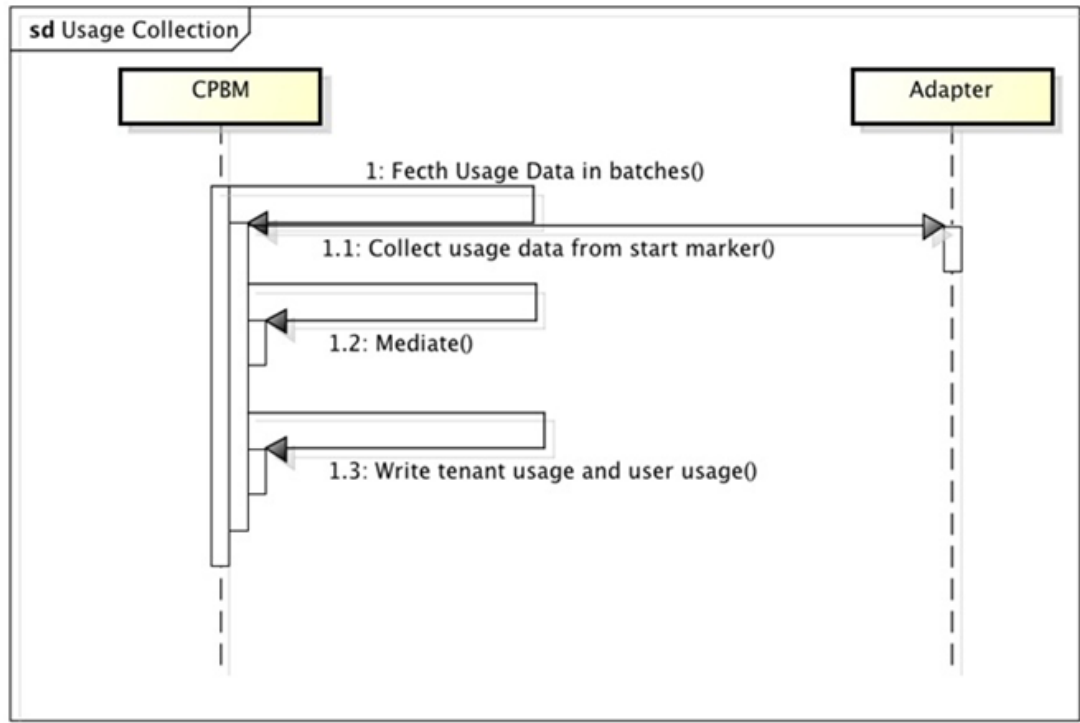 sd Usage Collection
CPBM
Adapter
1: Fecth Usage Data in batches()
1.1: Collect usage data from start marker()
1.2: Mediate()
1.3: Write tenant usage and user usage()